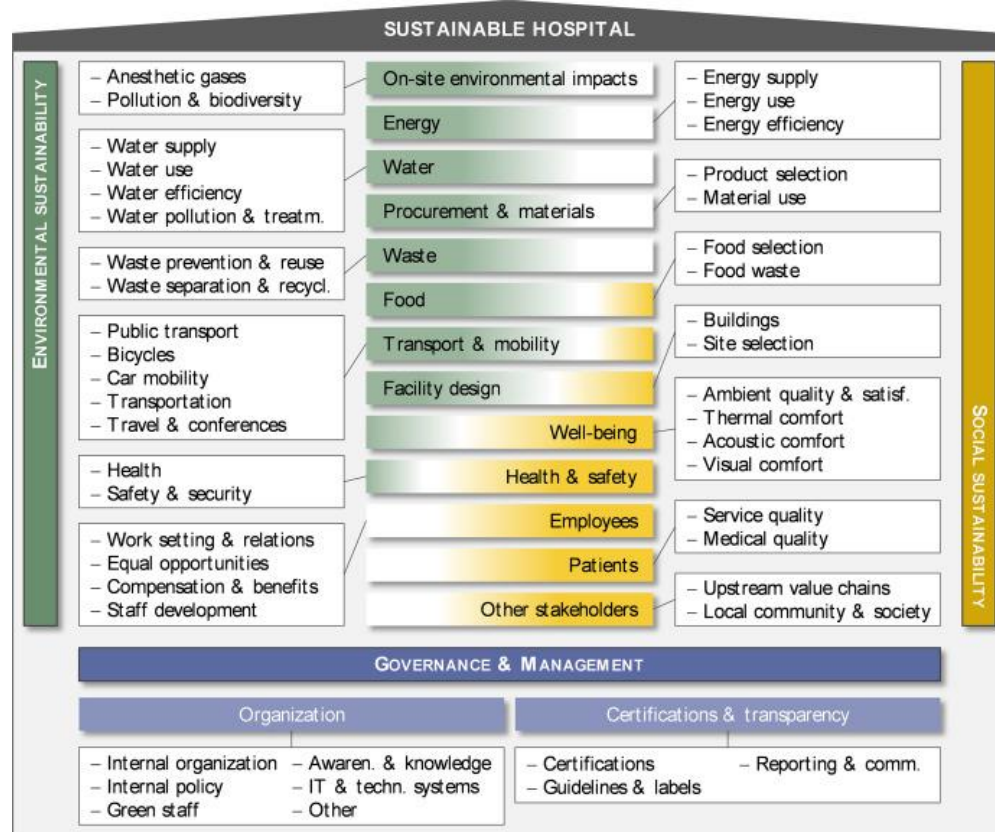 SUSTAINABLE HOSPITAL
ENVIRONMENTAL SUSTAINABILITY
– Anesthetic gases
– Pollution & biodiversity
– Water supply
– Water use
– Water efficiency
– Water pollution & treatm.
– Waste prevention & reuse
– Waste separation & recycl.
– Public transport
– Bicycles
– Car mobility
– Transportation
– Travel & conferences
– Health
– Safety & security
– Work setting & relations
– Equal opportunities
– Compensation & benefits
– Staff development
On-site environmental impacts
Energy
Water
Procurement & materials
Waste
Food
Transport & mobility
Facility design
Well-being
Health & safety
Employees
Patients
Other stakeholders
– Energy supply
– Energy use
– Energy efficiency
– Product selection
– Material use
– Food selection
– Food waste
– Buildings
– Site selection
– Ambient quality & satisf.
– Thermal comfort
– Acoustic comfort
– Visual comfort
– Service quality
– Medical quality
– Upstream value chains
– Local community & society
SOCIAL SUSTAINABILITY
GOVERNANCE & MANAGEMENT
Organization
– Internal organization
– Internal policy
– Green staff
– Awaren. & knowledge
– IT & techn. systems
– Other
Certifications & transparency
– Certifications
– Guidelines & labels
– Reporting & comm.